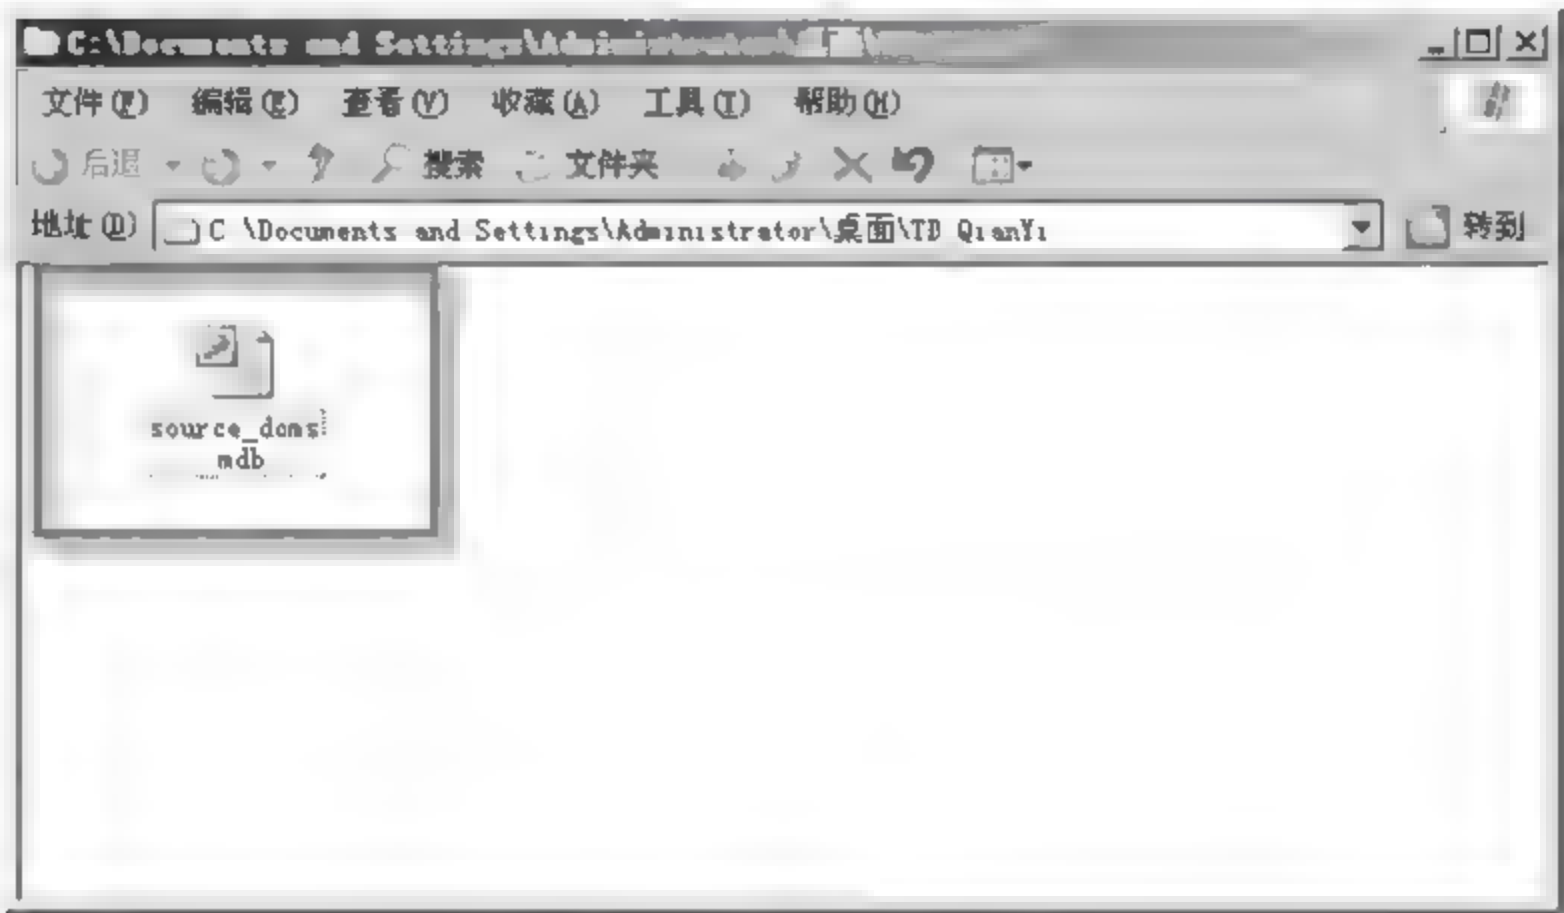 C:\Documents and Settings\Administrator\
文件(F) 编辑(E) 查看(V) 收藏(A) 工具(T) 帮助(H)
后退 搜索 文件夹
地址(D) C \Documents and Settings\Administrator\桌面\TD QianYi 转到
source_doms
mdb